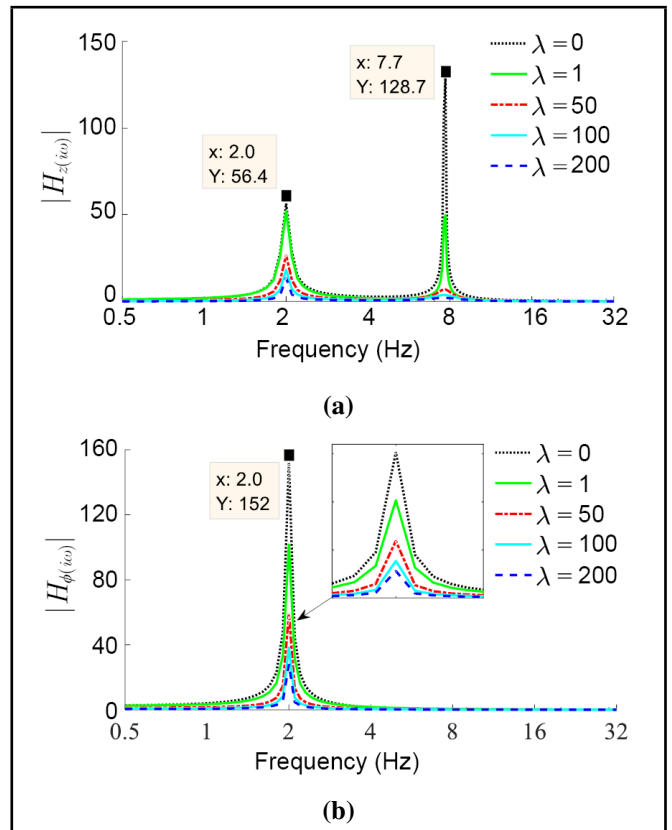 150
100
50
0
|H_{z(iω)}|
x: 7.7
Y: 128.7
x: 2.0
Y: 56.4
λ = 0
λ = 1
λ = 50
λ = 100
λ = 200
0.5 1 2 4 8 16 32
Frequency (Hz)
(a)
160
120
80
40
0
|H_{ϕ(iω)}|
x: 2.0
Y: 152
λ = 0
λ = 1
λ = 50
λ = 100
λ = 200
0.5 1 2 4 8 16 32
Frequency (Hz)
(b)